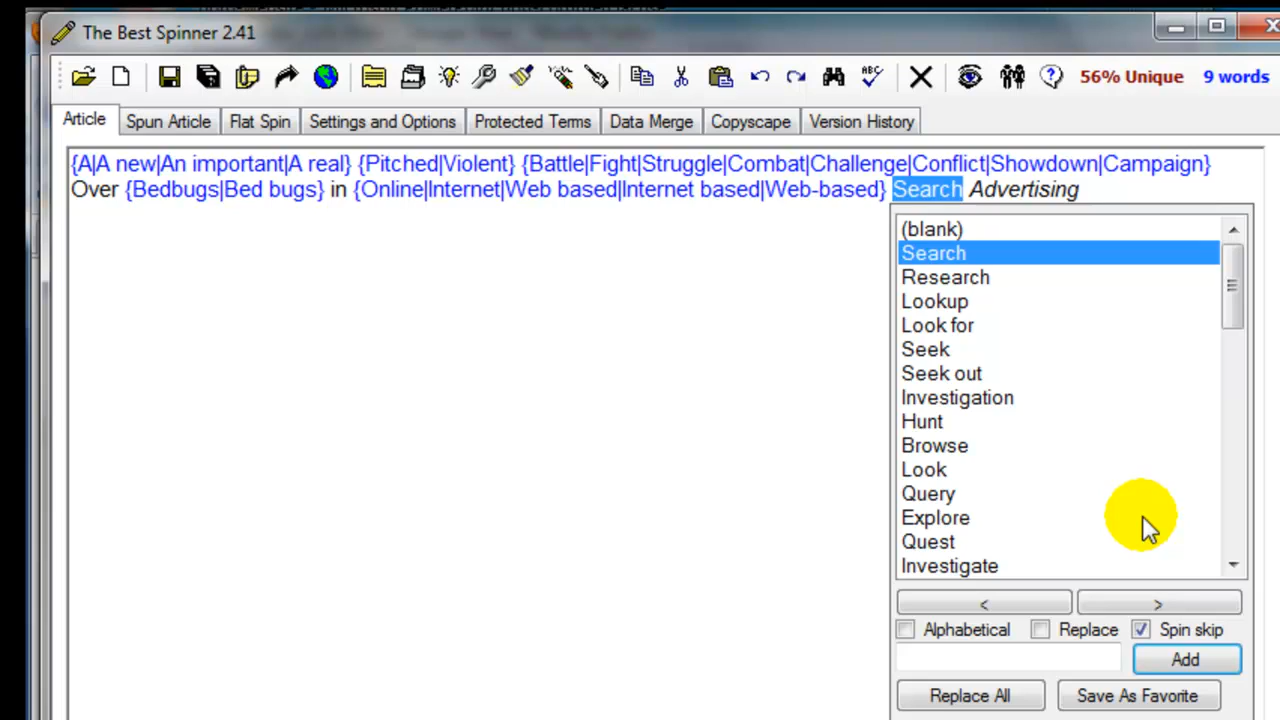 The Best Spinner 2.41
56% Unique 9 words
Article Spun Article Flat Spin Settings and Options Protected Terms Data Merge Copyscape Version History
{A|A new|An important|A real} {Pitched|Violent} {Battle|Fight|Struggle|Combat|Challenge|Conflict|Showdown|Campaign}
Over {Bedbugs|Bed bugs} in {Online|Internet|Web based|Internet based|Web-based} Search Advertising
(blank)
Search
Research
Lookup
Look for
Seek
Seek out
Investigation
Hunt
Browse
Look
Query
Explore
Quest
Investigate
< >
Alphabetical Replace Spin skip
Add
Replace All Save As Favorite